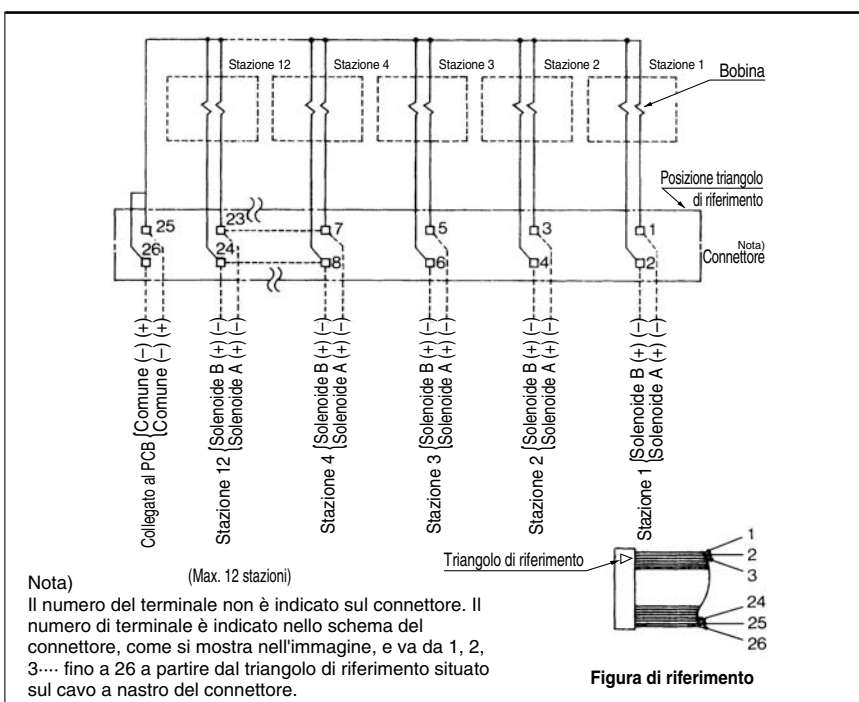 Stazione 12
Stazione 4
Stazione 3
Stazione 2
Stazione 1
Bobina
Posizione triangolo
di riferimento
25
23
7
5
3
1
Nota)
Connettore
26
24
8
6
4
2
Collegato al PCB {Comune (–) (+)
Comune (–) (+)
Stazione 12 {Solenoide B (+) (–)
Solenoide A (+) (–)
Stazione 4 {Solenoide B (+) (–)
Solenoide A (+) (–)
Stazione 3 {Solenoide B (+) (–)
Solenoide A (+) (–)
Stazione 2 {Solenoide B (+) (–)
Solenoide A (+) (–)
Stazione 1 {Solenoide B (+) (–)
Solenoide A (+) (–)
(Max. 12 stazioni)
Triangolo di riferimento
1
2
3
24
25
26
Figura di riferimento
Nota)
Il numero del terminale non è indicato sul connettore. Il
numero di terminale è indicato nello schema del
connettore, come si mostra nell'immagine, e va da 1, 2,
3···· fino a 26 a partire dal triangolo di riferimento situato
sul cavo a nastro del connettore.